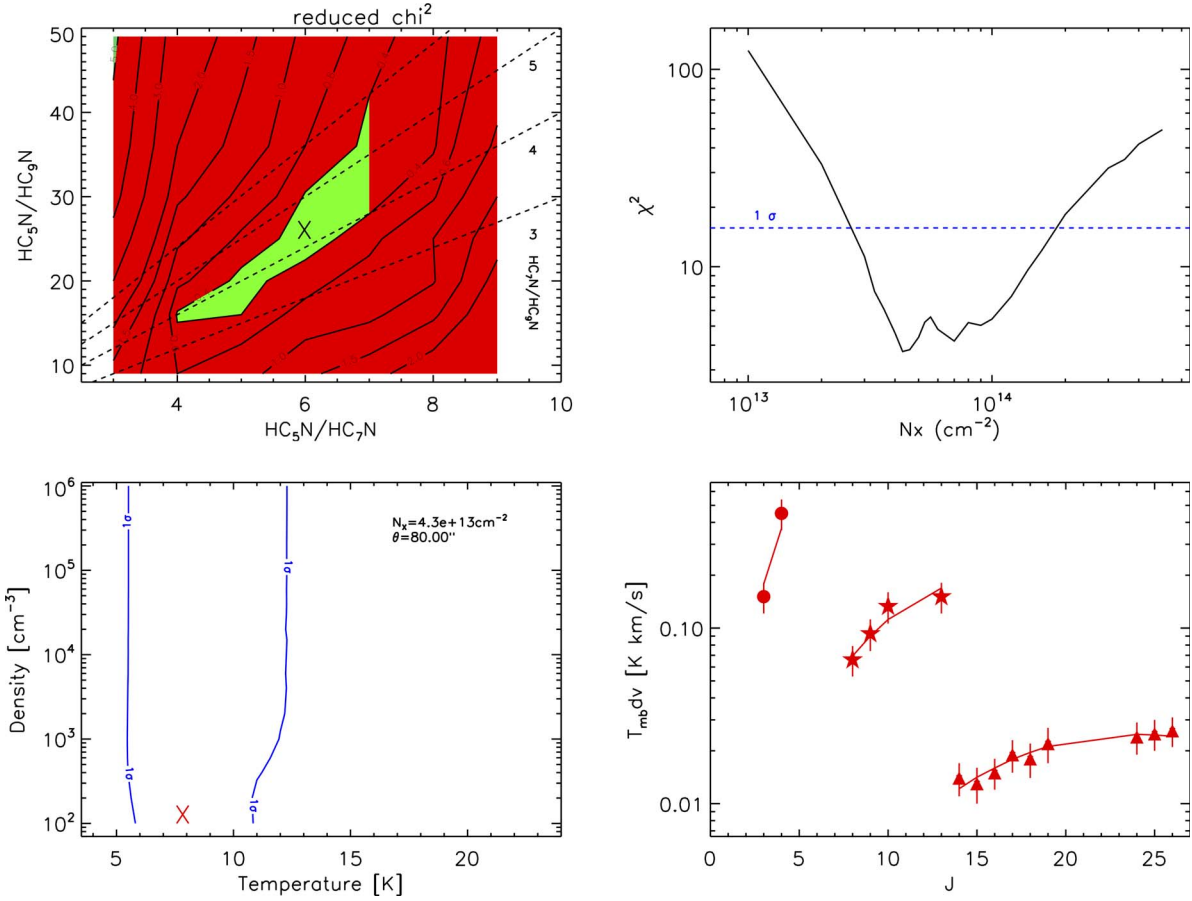 reduced chi²
50
40
30
20
10
HC₅N/HC₉N
4
6
8
10
HC₅N/HC₇N
5
4
3
HC₇N/HC₉N
100
10
χ²
1 σ
10¹³
10¹⁴
Nx (cm⁻²)
10⁶
10⁵
10⁴
10³
10²
Density [cm⁻³]
1σ
1σ
1σ
1σ
Nₓ=4.3e+13cm⁻²
θ=80.00"
5
10
15
20
Temperature [K]
0.10
0.01
T_mb dv [K km/s]
0
5
10
15
20
25
J